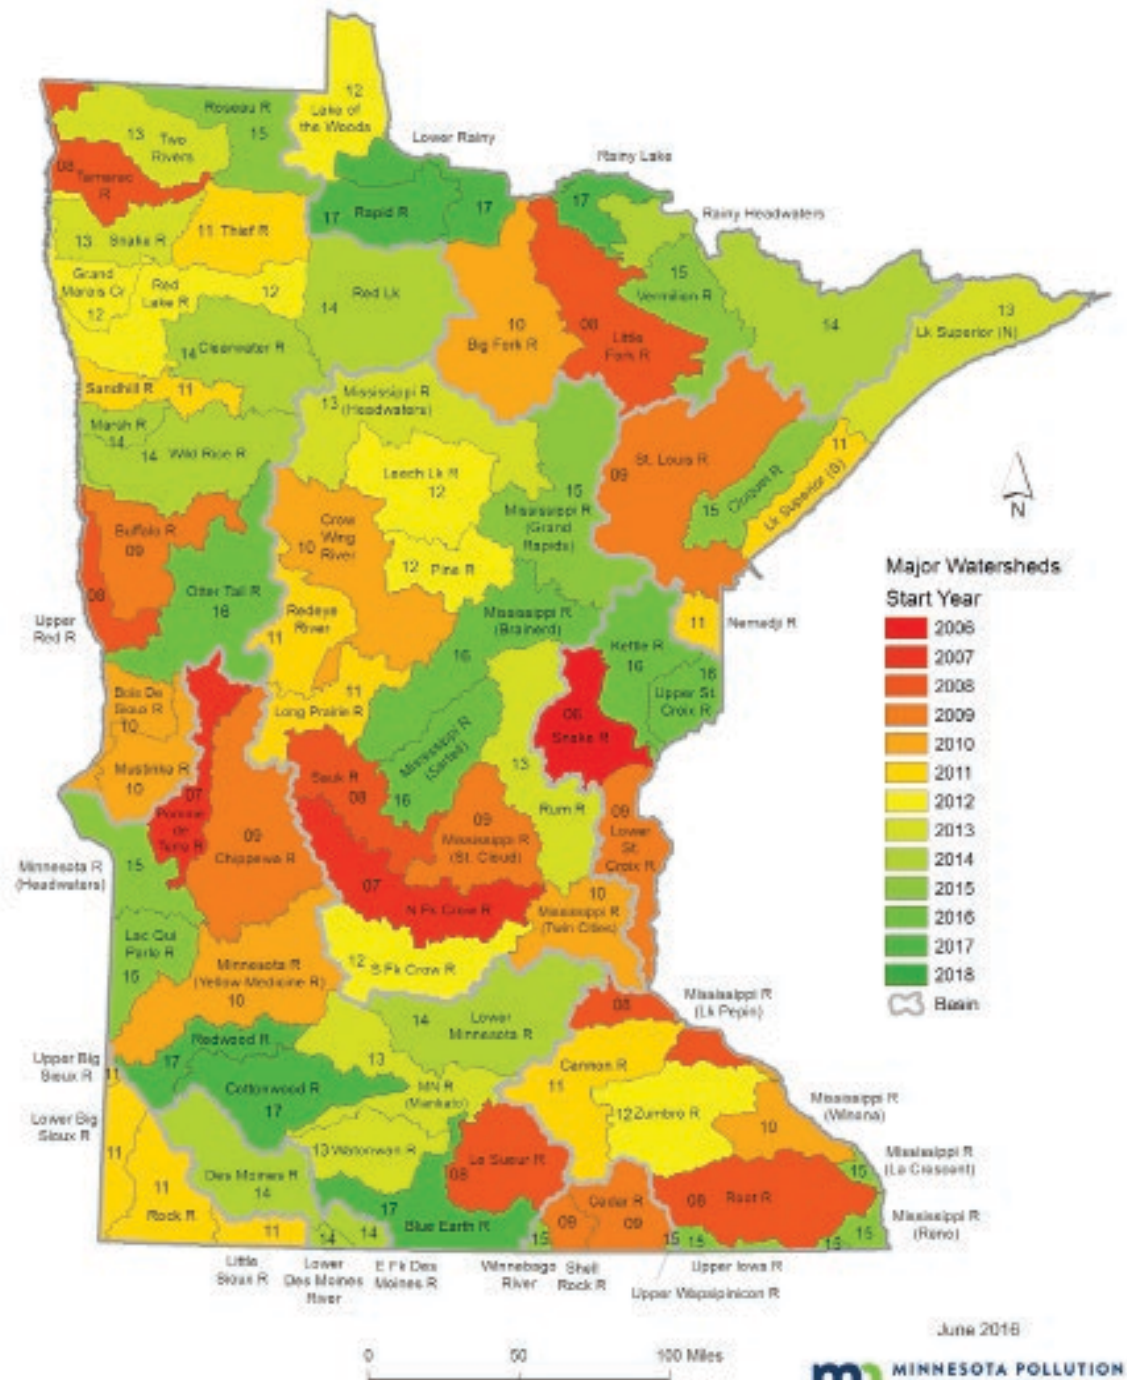 12
Lake of
the Woods
Roseau R
15
13 Two
Rivers
08
Tamarac
R
Lower Rainy
Rainy Lake
17
Rapid R
17
17
Rainy Headwaters
13 Snake R
11 Thief R
Grand
Marais Cr
12
Red
Lake R
12
14
Red Lk
15
Vermilion R
10
Big Fork R
08
Little
Fork R
14
13
Lk Superior (N)
14 Clearwater R
Sandhill R 11
13
Mississippi R
(Headwaters)
Marsh R
14
14 Wild Rice R
Leech Lk R
12
St. Louis R
09
11
Lk Superior (S)
15 Cloquet R
15
Mississippi R
(Grand
Rapids)
N
Buffalo R
09
Crow
Wing
River
10
12 Pine R
08
Upper
Red R
Otter Tail R
16
Redeye
River
11
Mississippi R
(Brainerd)
16
Kettle R
16
11
Nemadji R
16
Upper St.
Croix R
Bois De
Sioux R
10
11
Long Prairie R
06
Snake R
Mustinka R
10
07
Pomme
de
Terre R
Sauk R
08
Mississippi R
(Sartell)
16
13
Rum R
09
Mississippi R
(St. Cloud)
09
Lower
St.
Croix R
09
Chippewa R
Minnesota R
(Headwaters)
15
07
N Fk Crow R
10
Mississippi R
(Twin Cities)
Lac Qui
Parle R
15
Minnesota R
(Yellow Medicine R)
10
12 S Fk Crow R
14
Lower
Minnesota R
08
Mississippi R
(Lk Pepin)
Redwood R
17
13
MN R
(Mankato)
Cottonwood R
17
Cannon R
11
12 Zumbro R
Mississippi R
(Winona)
10
Upper Big
Sioux R
11
Lower Big
Sioux R
11
11
Rock R
13 Watonwan R
Le Sueur R
08
Des Moines R
14
Mississippi R
(La Crescent)
15
08 Root R
17
Blue Earth R
Cedar R
09
09
Mississippi R
(Reno)
15
11
14
14
15
15
15
15
Little
Sioux R
Lower
Des Moines
River
E Fk Des
Moines R
Winnebago
River
Shell
Rock R
Upper Iowa R
Upper Wapsipinicon R
Major Watersheds
Start Year
2006
2007
2008
2009
2010
2011
2012
2013
2014
2015
2016
2017
2018
Basin
June 2016
0 50 100 Miles
MINNESOTA POLLUTION